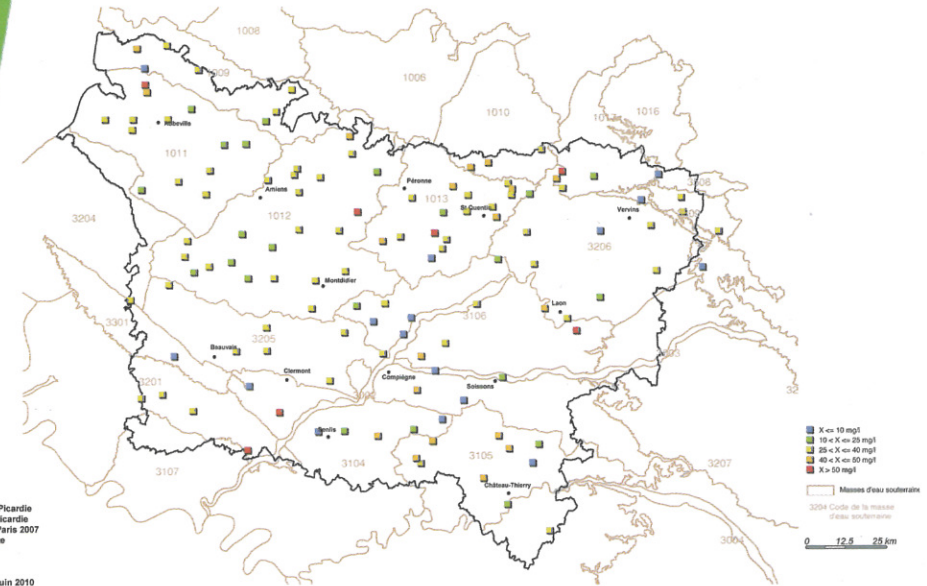 1008
1009
1006
1010
1016
Abbeville
1011
Péronne
Amiens
1013
St-Quentin
3204
1012
Vervins
3206
Montdidier
Laon
3106
3301
3205
Beauvais
Clermont
Compiègne
Soissons
3201
Senlis
3104
3105
3107
Château-Thierry
3207
X <= 10 mg/l
10 < X <= 25 mg/l
25 < X <= 40 mg/l
40 < X <= 50 mg/l
X > 50 mg/l
Masses d'eau souterraine
3204 Code de la masse
d'eau souterraine
0 12.5 25 km
Picardie
icardie
Paris 2007
e
uin 2010